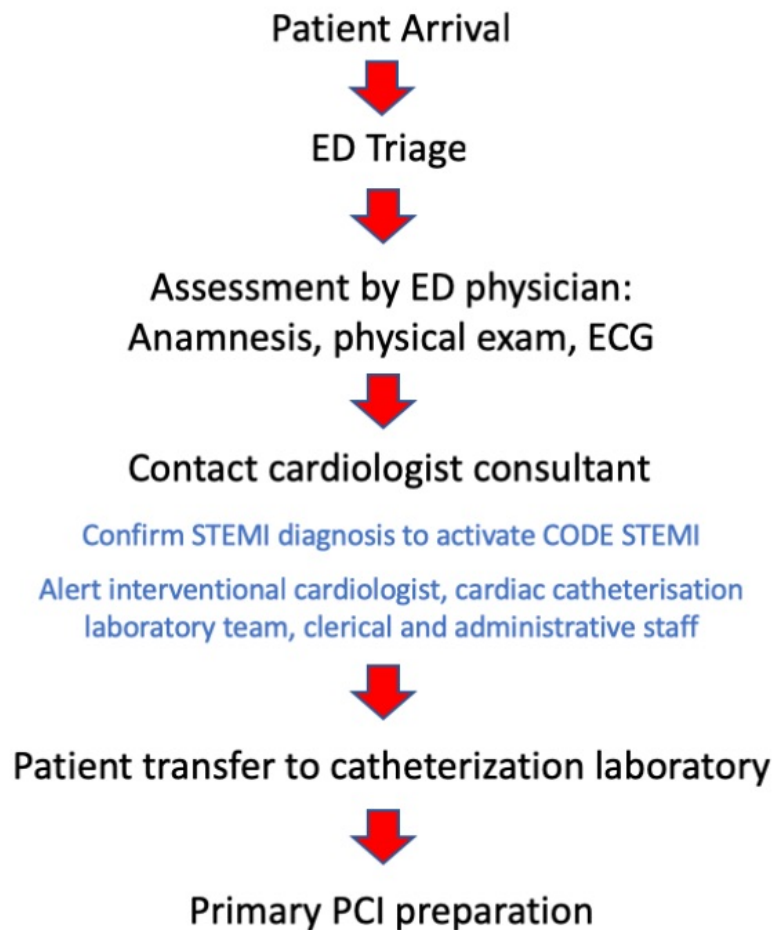 Patient Arrival
ED Triage
Assessment by ED physician:
Anamnesis, physical exam, ECG
Contact cardiologist consultant
Confirm STEMI diagnosis to activate CODE STEMI
Alert interventional cardiologist, cardiac catheterisation
laboratory team, clerical and administrative staff
Patient transfer to catheterization laboratory
Primary PCI preparation